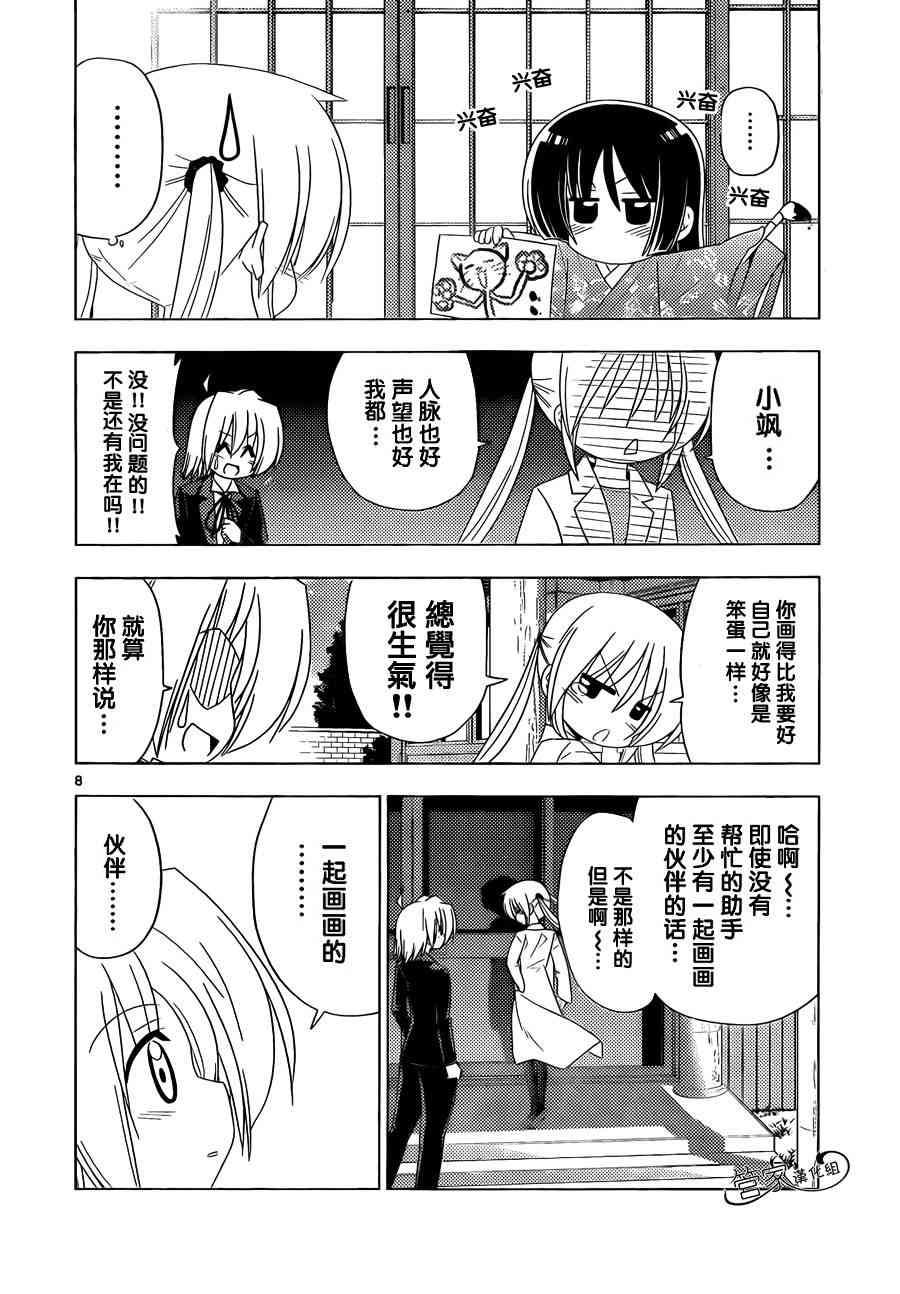 ……
兴奋
兴奋
兴奋
兴奋
………
小飒…
人脉也好
声望也好
我都…
没!!没问题的!!
不是还有我在吗!!
你画得比我要好
自己就好像是
笨蛋一样…
總覺得
很生氣!!
就算
你那样说…
8
哈啊~…
即使没有
帮忙的助手
至少有一起画画
的伙伴的话…
不是那样的
但是啊~……
一起画画的
………
伙伴……
管家漢化組